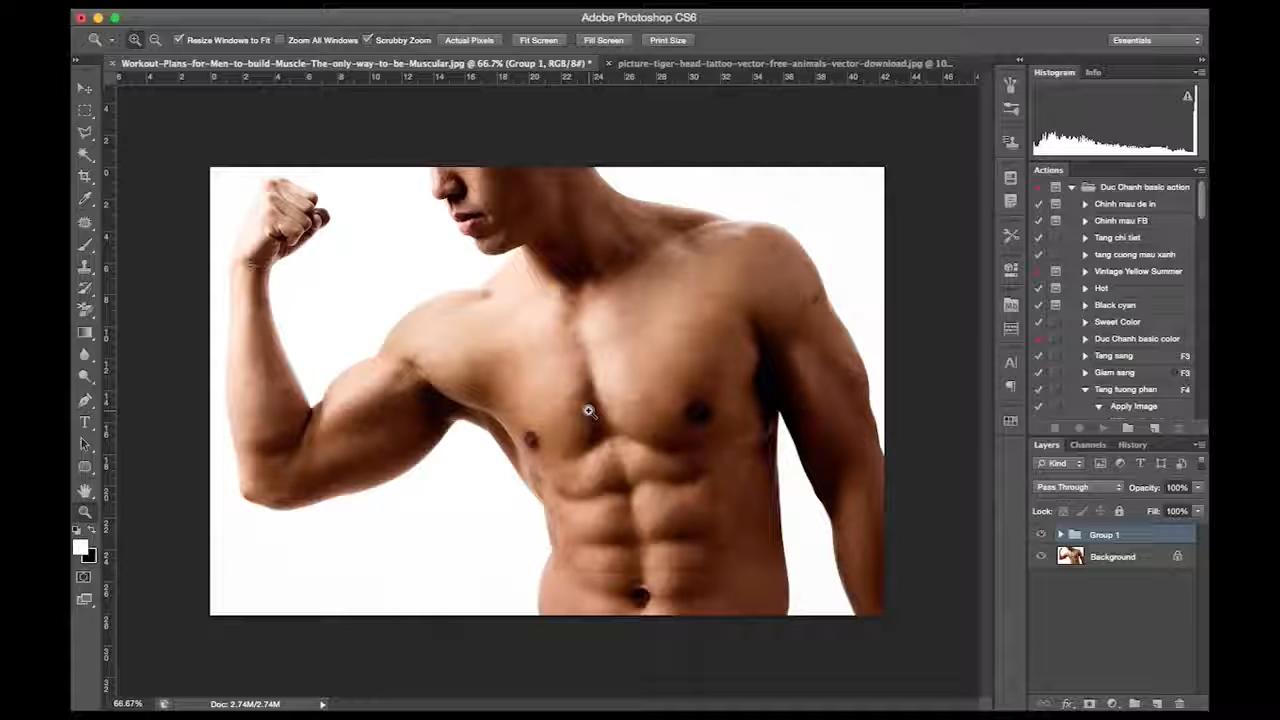 Adobe Photoshop CS6
Resize Windows to Fit Zoom All Windows Scrubby Zoom Actual Pixels Fit Screen Fill Screen Print Size Essentials
Workout-Plans-for-Men-to-build-Muscle-The-only-way-to-be-Muscular.jpg @ 66.7% (Group 1, RGB/8#) *
picture-tiger-head-tattoo-vector-free-animals-vector-download.jpg @ 10...
Histogram Info
Actions
Duc Chanh basic action
Chinh mau de in
Chinh mau FB
Tang chi tiet
tang cuong mau xanh
Vintage Yellow Summer
Hot
Black cyan
Sweet Color
Duc Chanh basic color
Tang sang F3
Giam sang F3
Tang tuong phan F4
Apply Image
Layers Channels History
Kind
Pass Through Opacity: 100%
Lock: Fill: 100%
Group 1
Background
66.67% Doc: 2.74M/2.74M